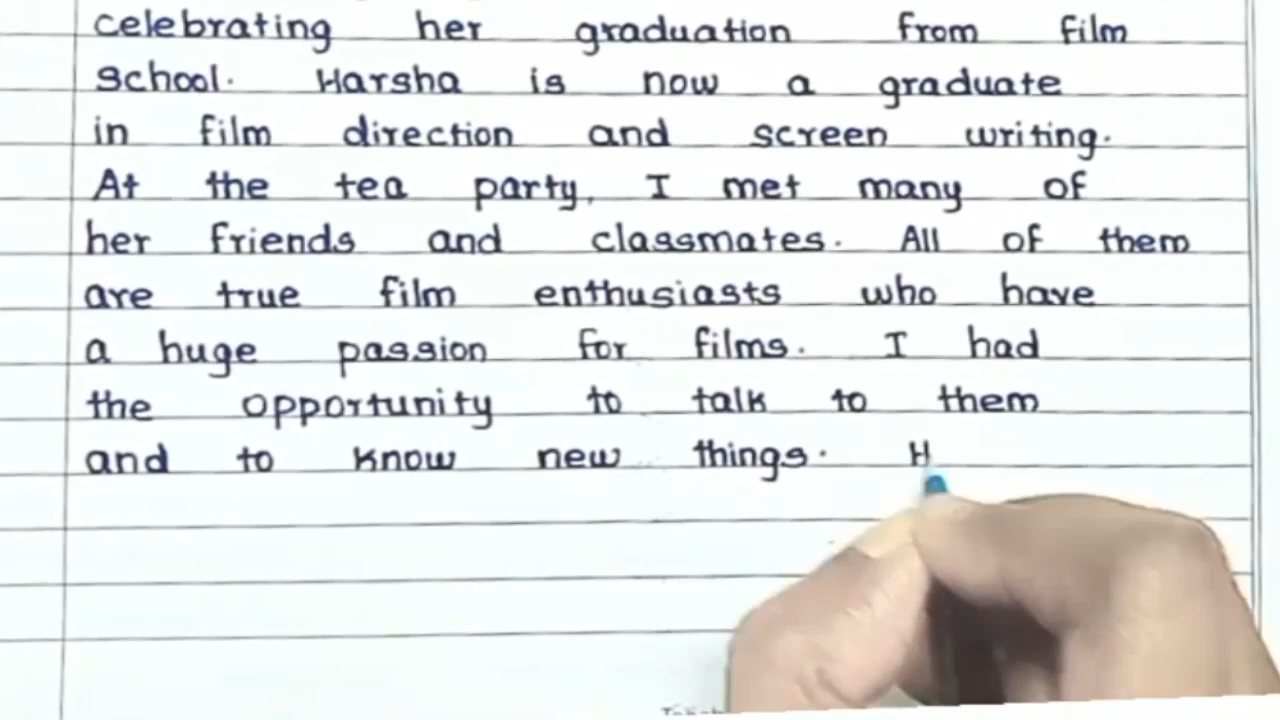 celebrating her graduation from film
school. Harsha is now a graduate
in film direction and screen writing.
At the tea party, I met many of
her friends and classmates. All of them
are true film enthusiasts who have
a huge passion for films. I had
the opportunity to talk to them
and to know new things. H